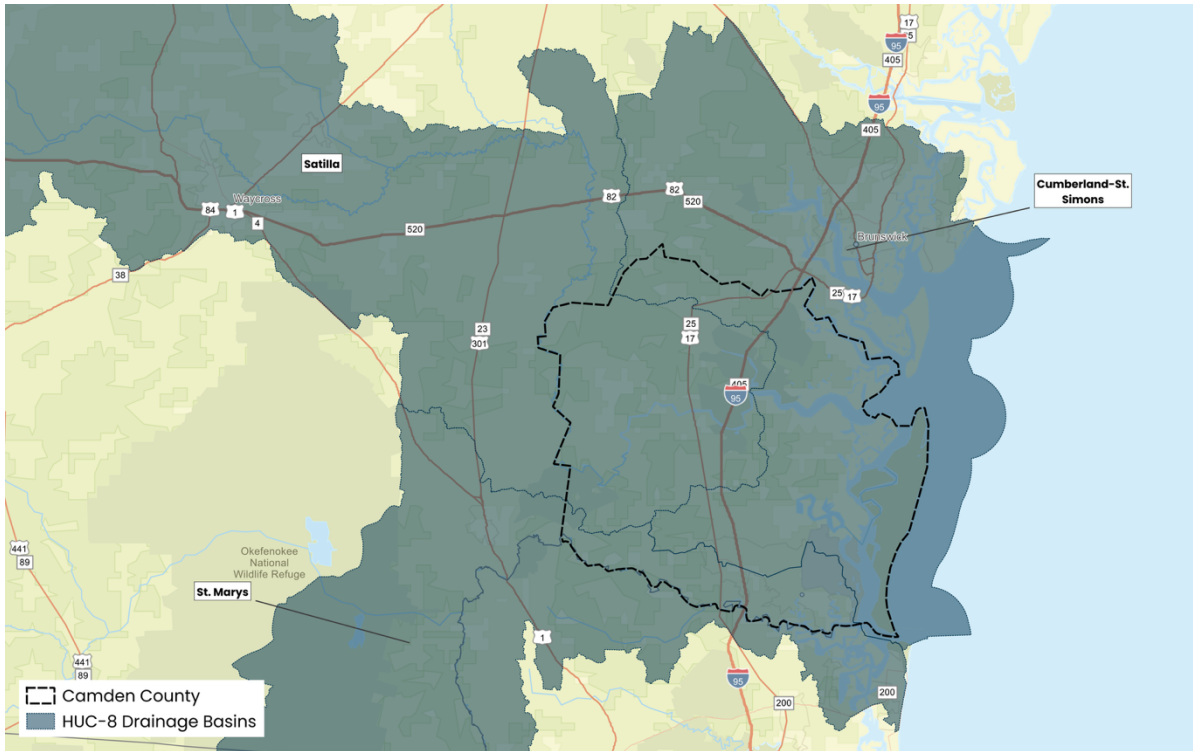 17
95
405
95
405
Satilla
82
82
520
Cumberland-St.
Simons
Waycross
84
1
4
520
Brunswick
38
25
17
23
301
25
17
405
95
441
89
Okefenokee
National
Wildlife Refuge
St. Marys
1
441
89
95
200
200
Camden County
HUC-8 Drainage Basins